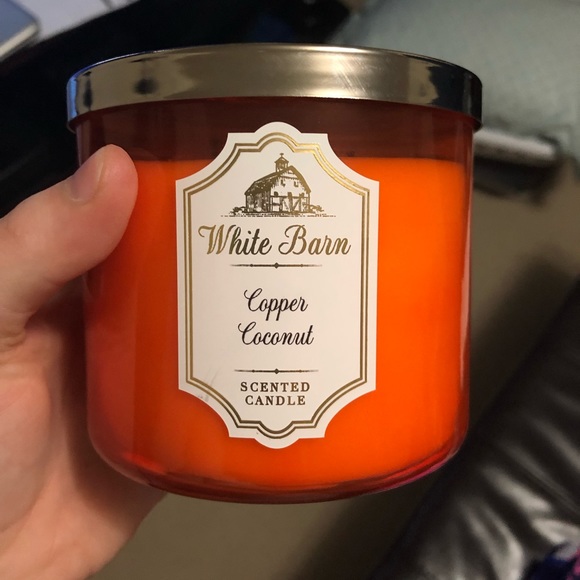 White Barn
Copper
Coconut
SCENTED
CANDLE